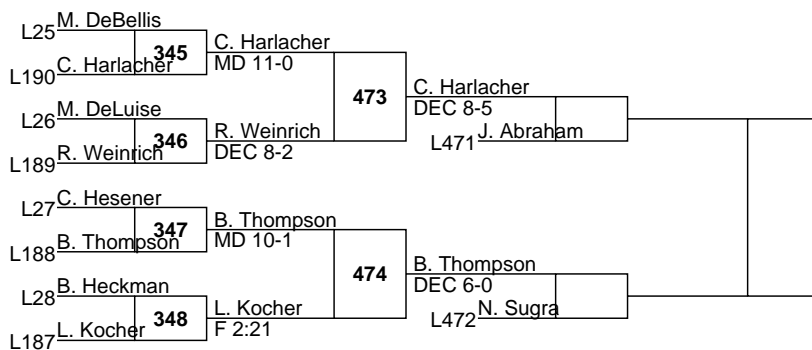 L25 M. DeBellis
345 C. Harlacher
MD 11-0
L190 C. Harlacher
473 C. Harlacher
DEC 8-5
L26 M. DeLuise
346 R. Weinrich
DEC 8-2
L471 J. Abraham
L189 R. Weinrich
L27 C. Hesener
347 B. Thompson
MD 10-1
L188 B. Thompson
474 B. Thompson
DEC 6-0
L28 B. Heckman
348 L. Kocher
F 2:21
L472 N. Sugra
L187 L. Kocher